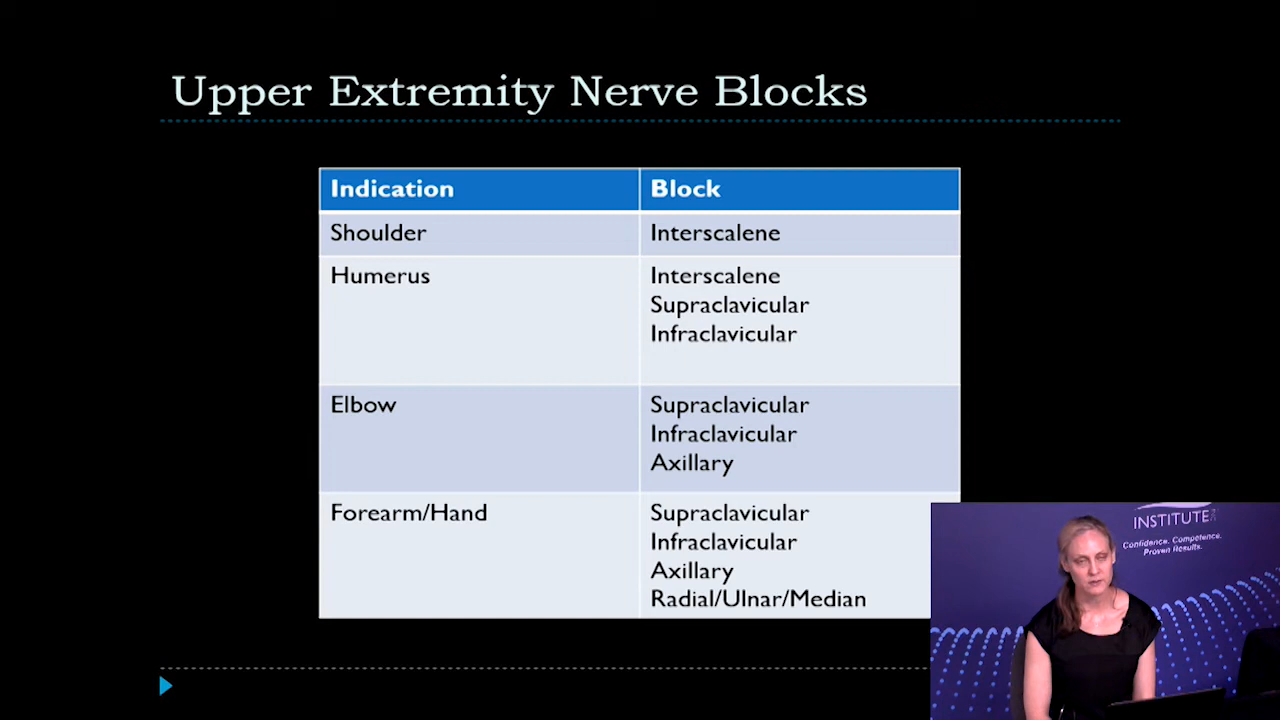 Upper Extremity Nerve Blocks
Indication Block
Shoulder Interscalene
Humerus Interscalene
Supraclavicular
Infraclavicular
Elbow Supraclavicular
Infraclavicular
Axillary
Forearm/Hand Supraclavicular
Infraclavicular
Axillary
Radial/Ulnar/Median
INSTITUTE
Confidence. Competence.
Proven Results.